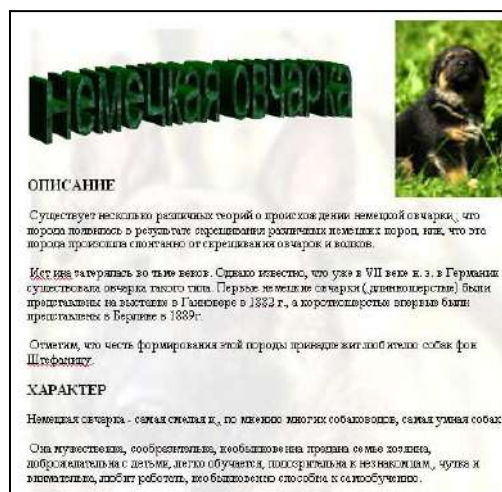 Немецкая овчарка
ОПИСАНИЕ
Существует несколько различных теорий о происхождении немецкой овчарки, что
порода появилась в результате скрещивания различных немецких пород, или, что эта
порода произошла спонтанно от скрещивания овчарок и волков.
Истина затерялась во тьме веков. Однако известно, что уже в VII веке н. э. в Германии
существовала овчарка такого типа. Первые немецкие овчарки (длинношерстые) были
представлены на выставке в Ганновере в 1882 г., а короткошерстые впервые были
представлены в Берлине в 1889г.
Отметим, что честь формирования этой породы принадлежит любителю собак фон
Штефаницу.
ХАРАКТЕР
Немецкая овчарка - самая смелая и, по мнению многих собаководов, самая умная собак
Она мужественна, сообразительна, необыкновенна предана семье хозяина,
доброжелательна с детьми, легко обучается, подозрительна к незнакомцам, чутка и
внимательна, любит работать, необыкновенно способна к самообучению.